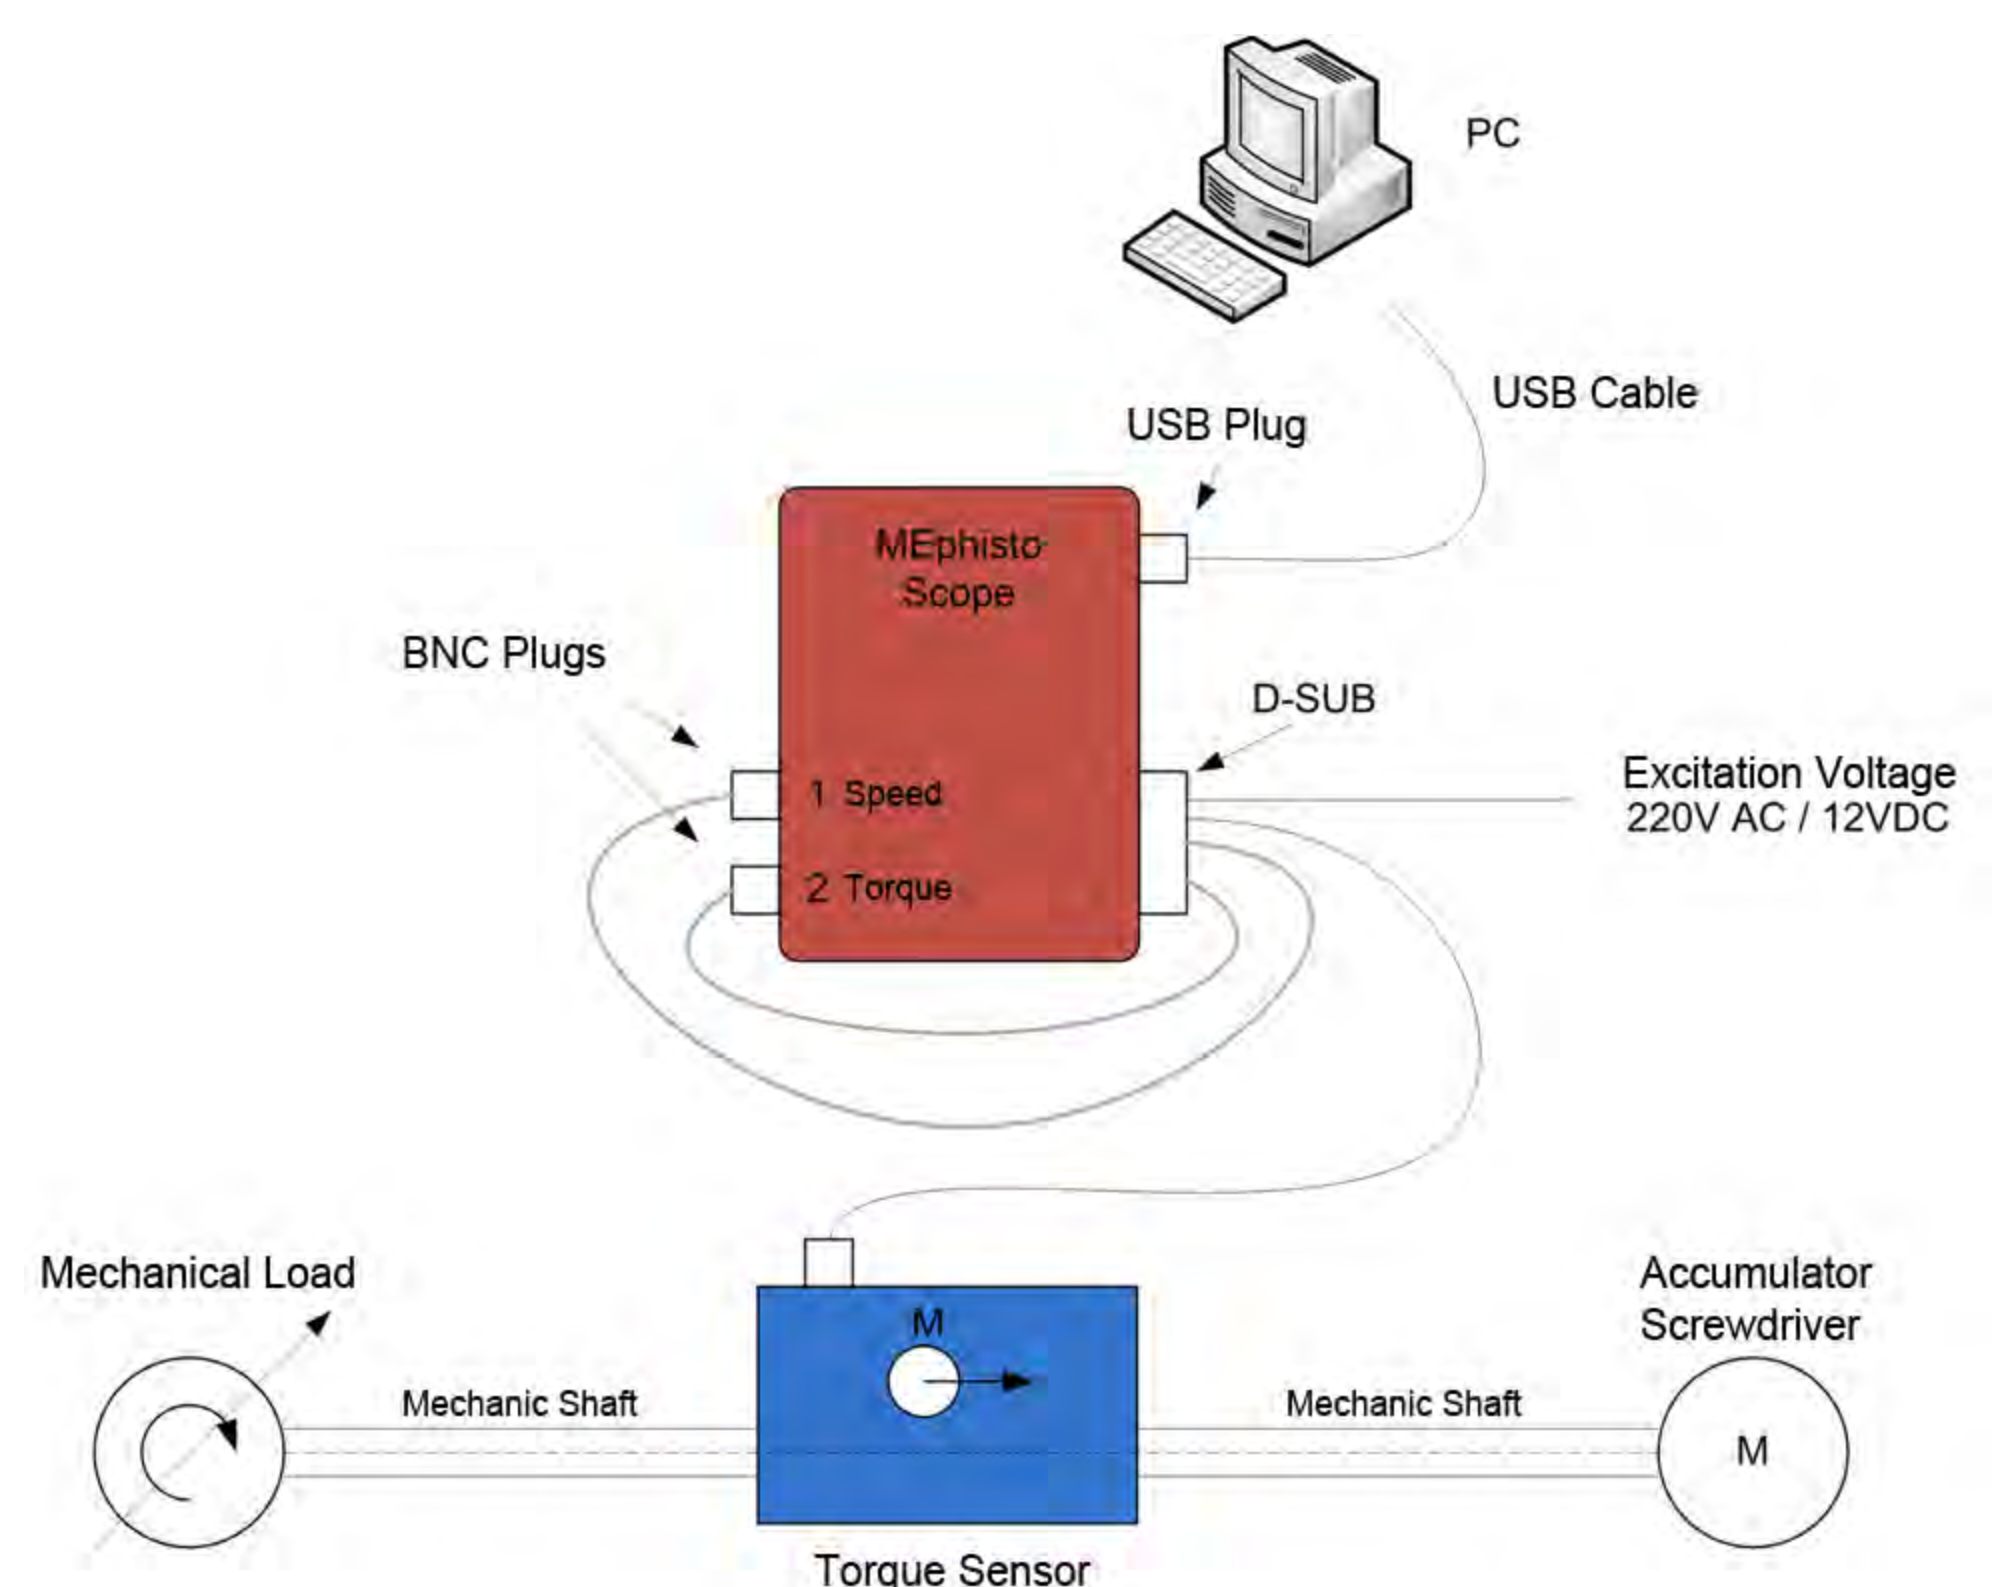 PC
USB Cable
USB Plug
MEphisto
Scope
BNC Plugs
D-SUB
1 Speed
Excitation Voltage
220V AC / 12VDC
2 Torque
Mechanical Load
Accumulator
Screwdriver
M
Mechanic Shaft
Mechanic Shaft
M
Torque Sensor